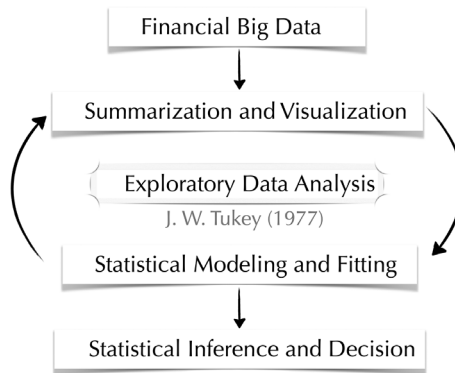 Financial Big Data
Summarization and Visualization
Exploratory Data Analysis
J. W. Tukey (1977)
Statistical Modeling and Fitting
Statistical Inference and Decision